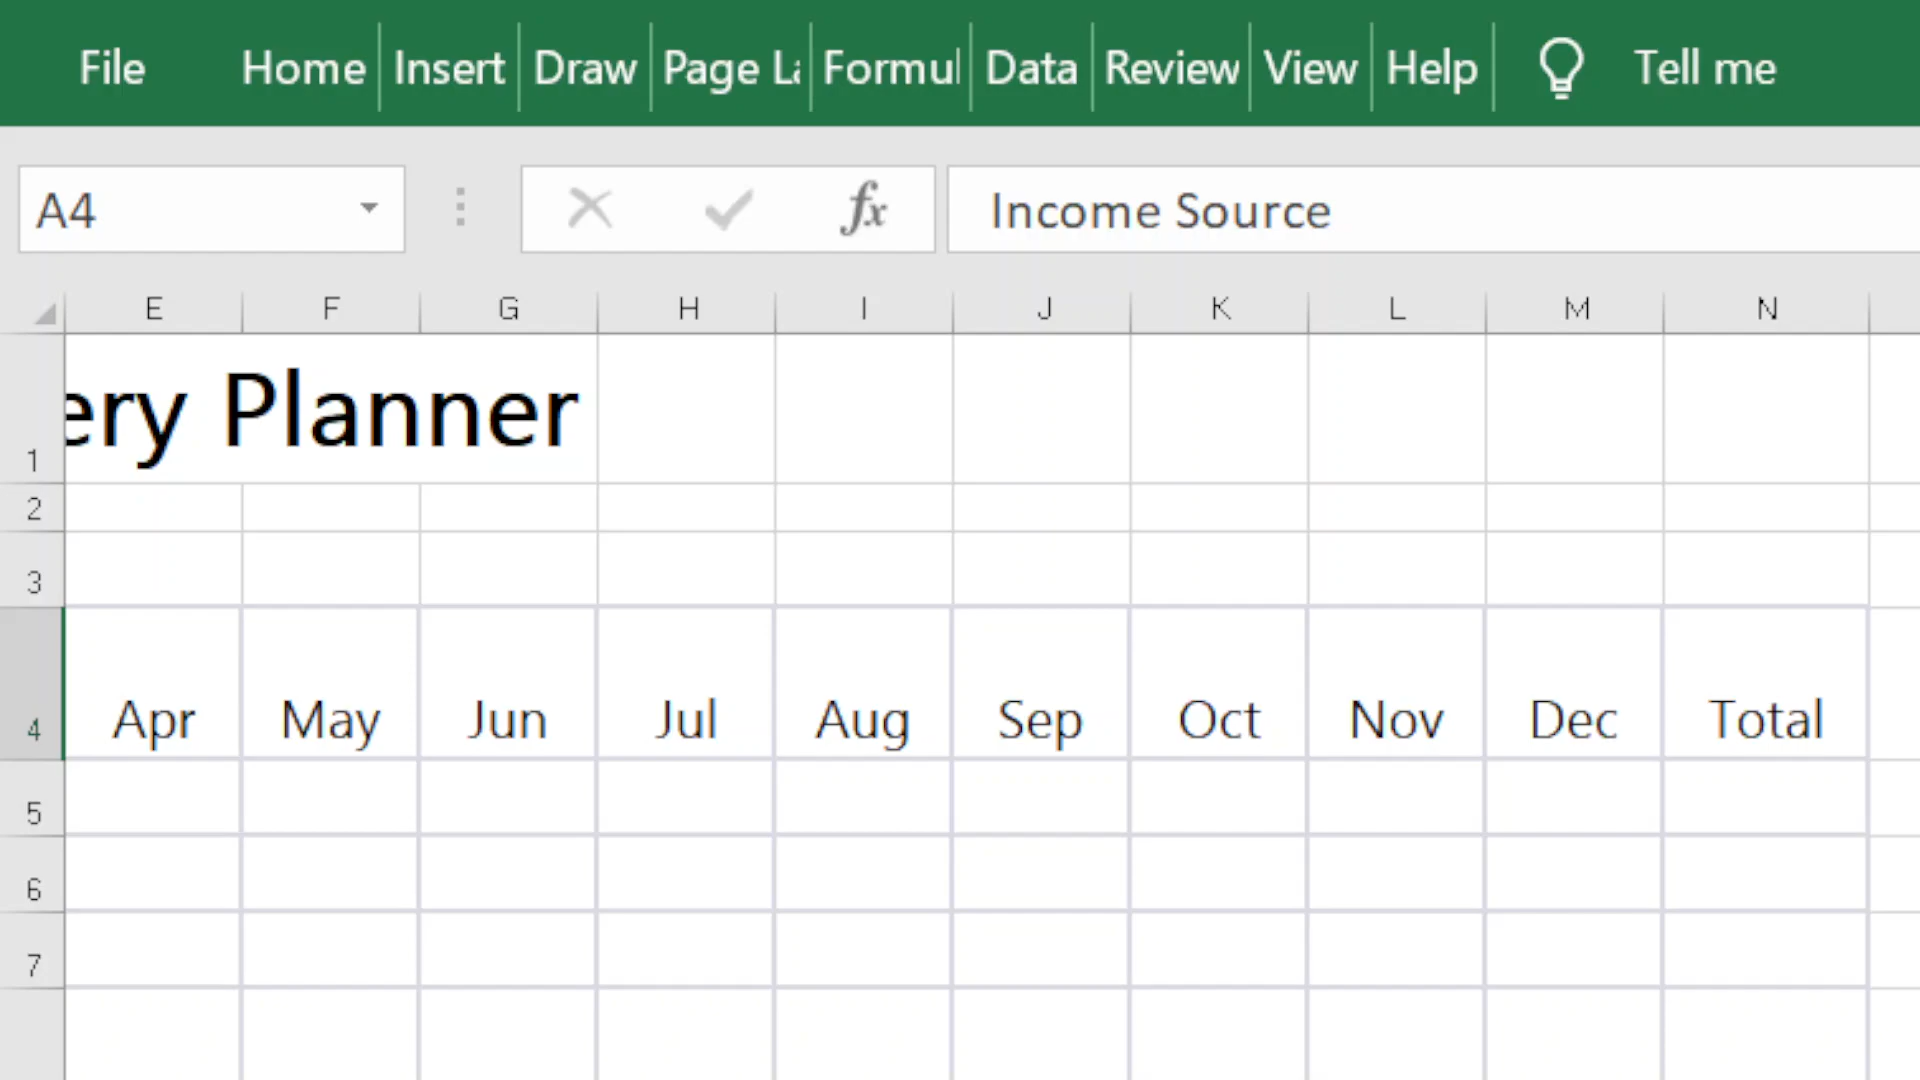 File Home Insert Draw Page La Formul Data Review View Help Tell me
A4 fx Income Source
E F G H I J K L M N
1 ery Planner
2
3
4 Apr May Jun Jul Aug Sep Oct Nov Dec Total
5
6
7